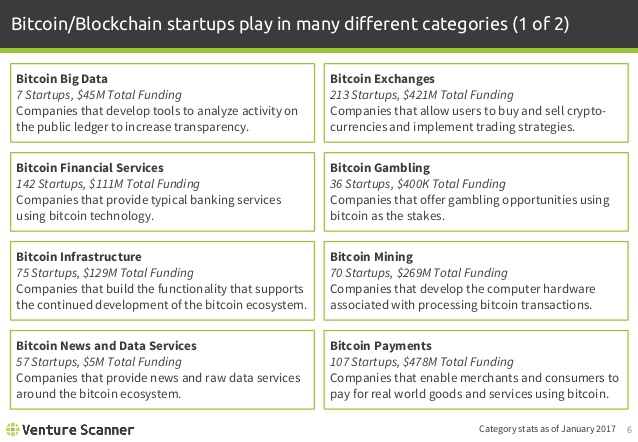 Bitcoin/Blockchain startups play in many different categories (1 of 2)
Bitcoin Big Data
7 Startups, $45M Total Funding
Companies that develop tools to analyze activity on
the public ledger to increase transparency.
Bitcoin Exchanges
213 Startups, $421M Total Funding
Companies that allow users to buy and sell crypto-
currencies and implement trading strategies.
Bitcoin Financial Services
142 Startups, $111M Total Funding
Companies that provide typical banking services
using bitcoin technology.
Bitcoin Gambling
36 Startups, $400K Total Funding
Companies that offer gambling opportunities using
bitcoin as the stakes.
Bitcoin Infrastructure
75 Startups, $129M Total Funding
Companies that build the functionality that supports
the continued development of the bitcoin ecosystem.
Bitcoin Mining
70 Startups, $269M Total Funding
Companies that develop the computer hardware
associated with processing bitcoin transactions.
Bitcoin News and Data Services
57 Startups, $5M Total Funding
Companies that provide news and raw data services
around the bitcoin ecosystem.
Bitcoin Payments
107 Startups, $478M Total Funding
Companies that enable merchants and consumers to
pay for real world goods and services using bitcoin.
Venture Scanner
Category stats as of January 2017 6